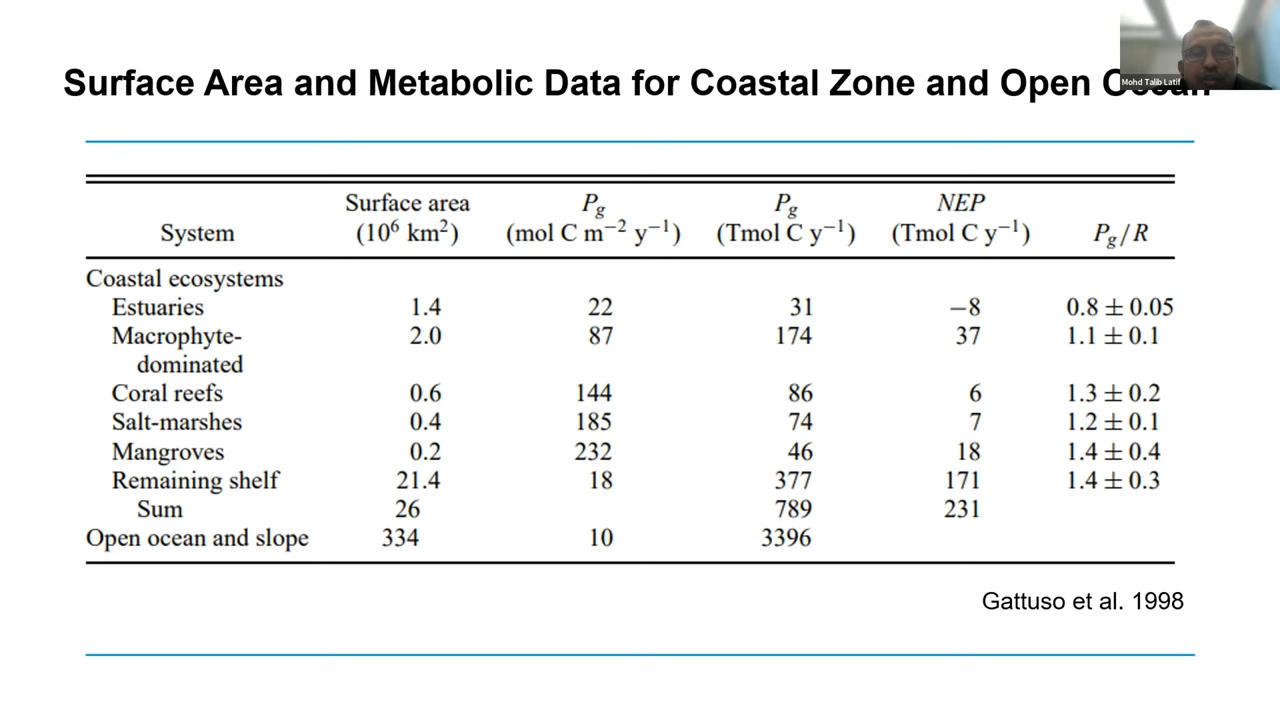 Mohd Talib Latif
Surface Area and Metabolic Data for Coastal Zone and Open Ocean
Surface area P_g P_g NEP
System (10⁶ km²) (mol C m⁻² y⁻¹) (Tmol C y⁻¹) (Tmol C y⁻¹) P_g/R
Coastal ecosystems
Estuaries 1.4 22 31 −8 0.8 ± 0.05
Macrophyte- 2.0 87 174 37 1.1 ± 0.1
dominated
Coral reefs 0.6 144 86 6 1.3 ± 0.2
Salt-marshes 0.4 185 74 7 1.2 ± 0.1
Mangroves 0.2 232 46 18 1.4 ± 0.4
Remaining shelf 21.4 18 377 171 1.4 ± 0.3
Sum 26 789 231
Open ocean and slope 334 10 3396
Gattuso et al. 1998